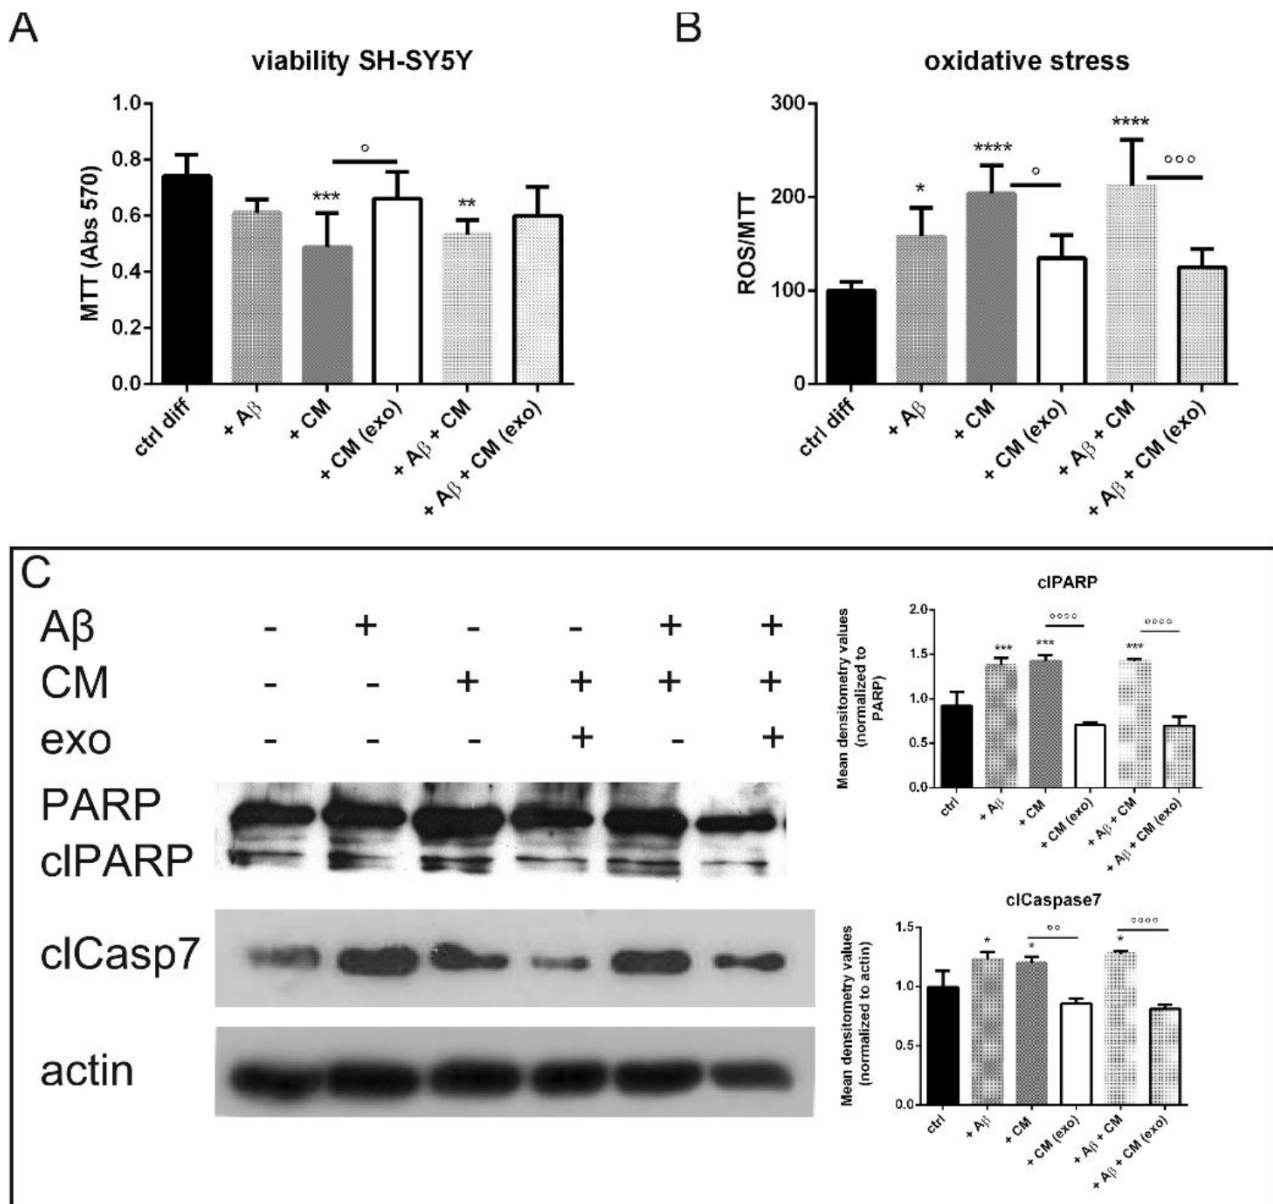 A
viability SH-SY5Y
MTT (Abs 570)
1.0
0.8
0.6
0.4
0.2
0.0
***
°
**
ctrl diff
+ Aβ
+ CM
+ CM (exo)
+ Aβ + CM
+ Aβ + CM (exo)
B
oxidative stress
ROS/MTT
300
200
100
0
*
****
°
****
°°°
ctrl diff
+ Aβ
+ CM
+ CM (exo)
+ Aβ + CM
+ Aβ + CM (exo)
C
Aβ - + - - + +
CM - - + + + +
exo - - - + - +
PARP
clPARP
clCasp7
actin
clPARP
Mean densitometry values
(normalized to
PARP)
2.0
1.5
1.0
0.5
0.0
***
***
°°°°
***
°°°°
ctrl
+ Aβ
+ CM
+ CM (exo)
+ Aβ + CM
+ Aβ + CM (exo)
clCaspase7
Mean densitometry values
(normalized to actin)
1.5
1.0
0.5
0.0
*
*
°°
*
°°°°
ctrl
+ Aβ
+ CM
+ CM (exo)
+ Aβ + CM
+ Aβ + CM (exo)